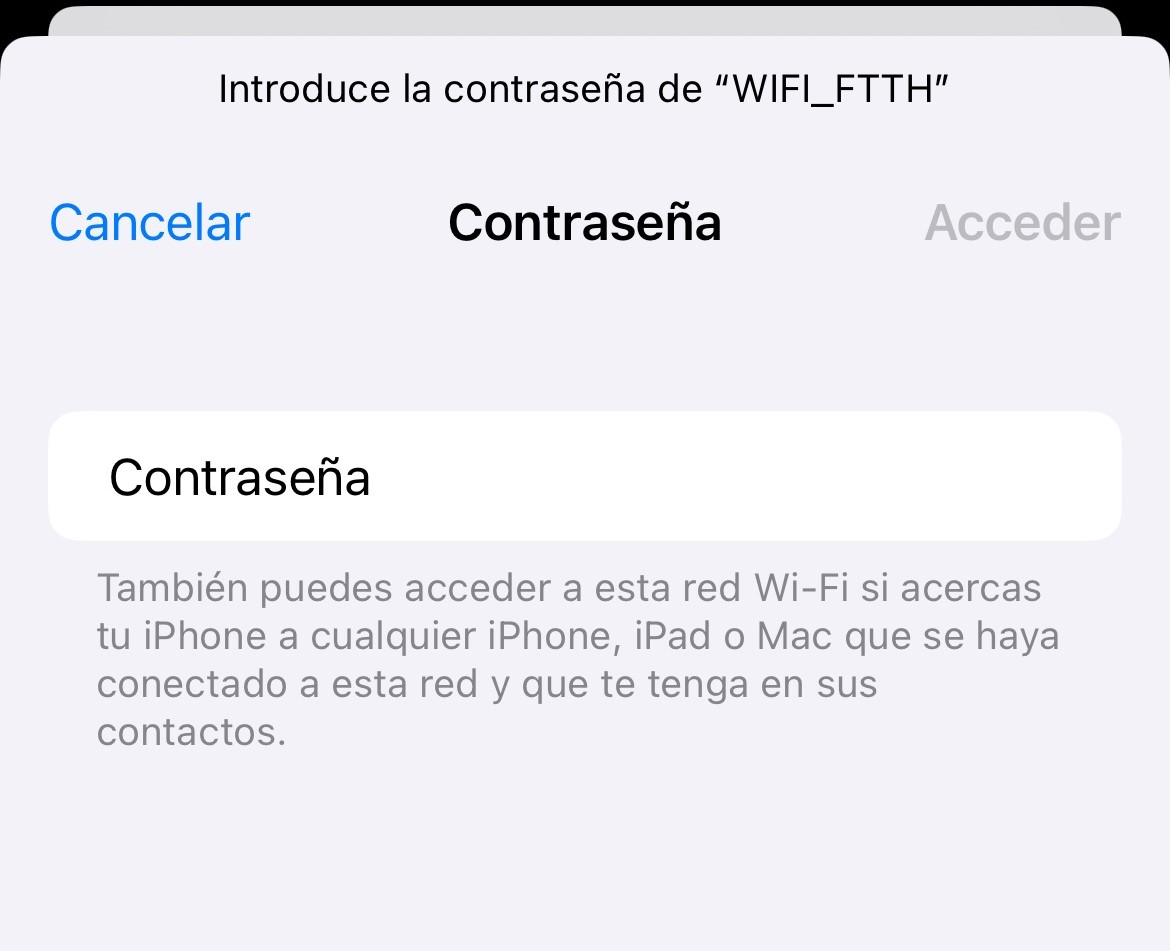 Introduce la contraseña de “WIFI_FTTH”
Cancelar Contraseña Acceder
Contraseña
También puedes acceder a esta red Wi-Fi si acercas
tu iPhone a cualquier iPhone, iPad o Mac que se haya
conectado a esta red y que te tenga en sus
contactos.